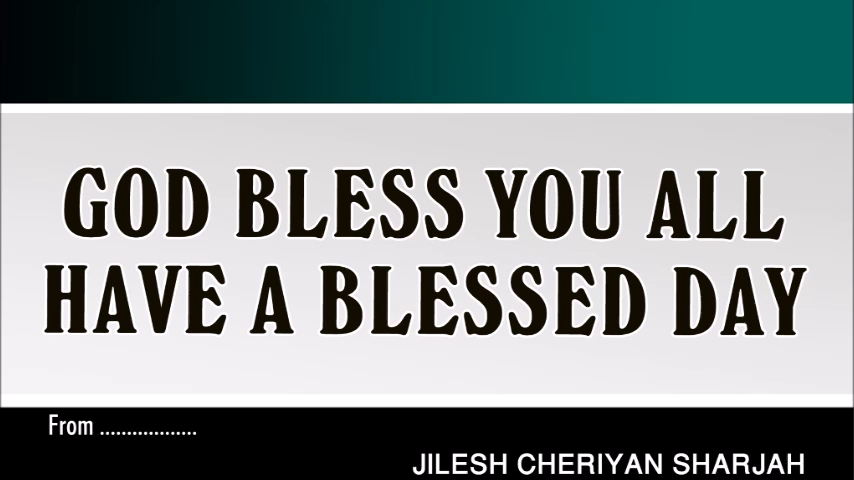 GOD BLESS YOU ALL
HAVE A BLESSED DAY
From ..................
JILESH CHERIYAN SHARJAH